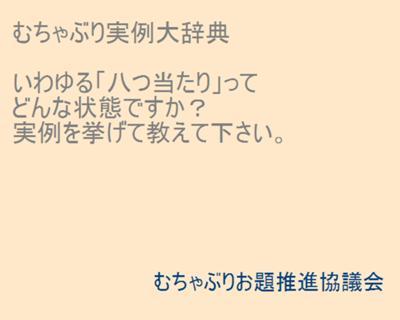 むちゃぶり実例大辞典
いわゆる｢八つ当たり｣って
どんな状態ですか？
実例を挙げて教えて下さい。
むちゃぶりお題推進協議会